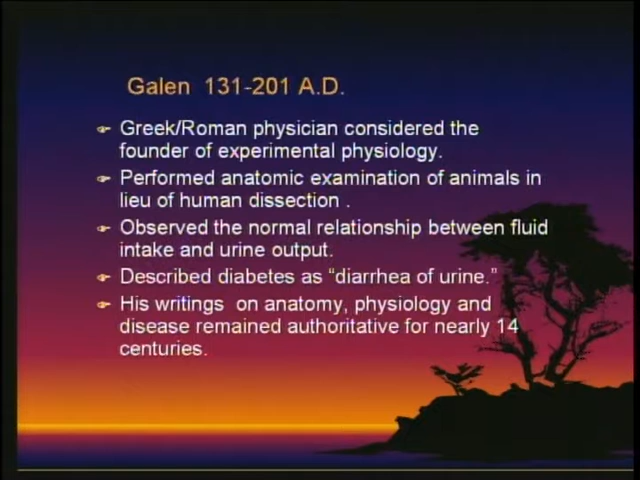 Galen  131-201 A.D.
Greek/Roman physician considered the
founder of experimental physiology.
Performed anatomic examination of animals in
lieu of human dissection .
Observed the normal relationship between fluid
intake and urine output.
Described diabetes as “diarrhea of urine.”
His writings  on anatomy, physiology and
disease remained authoritative for nearly 14
centuries.